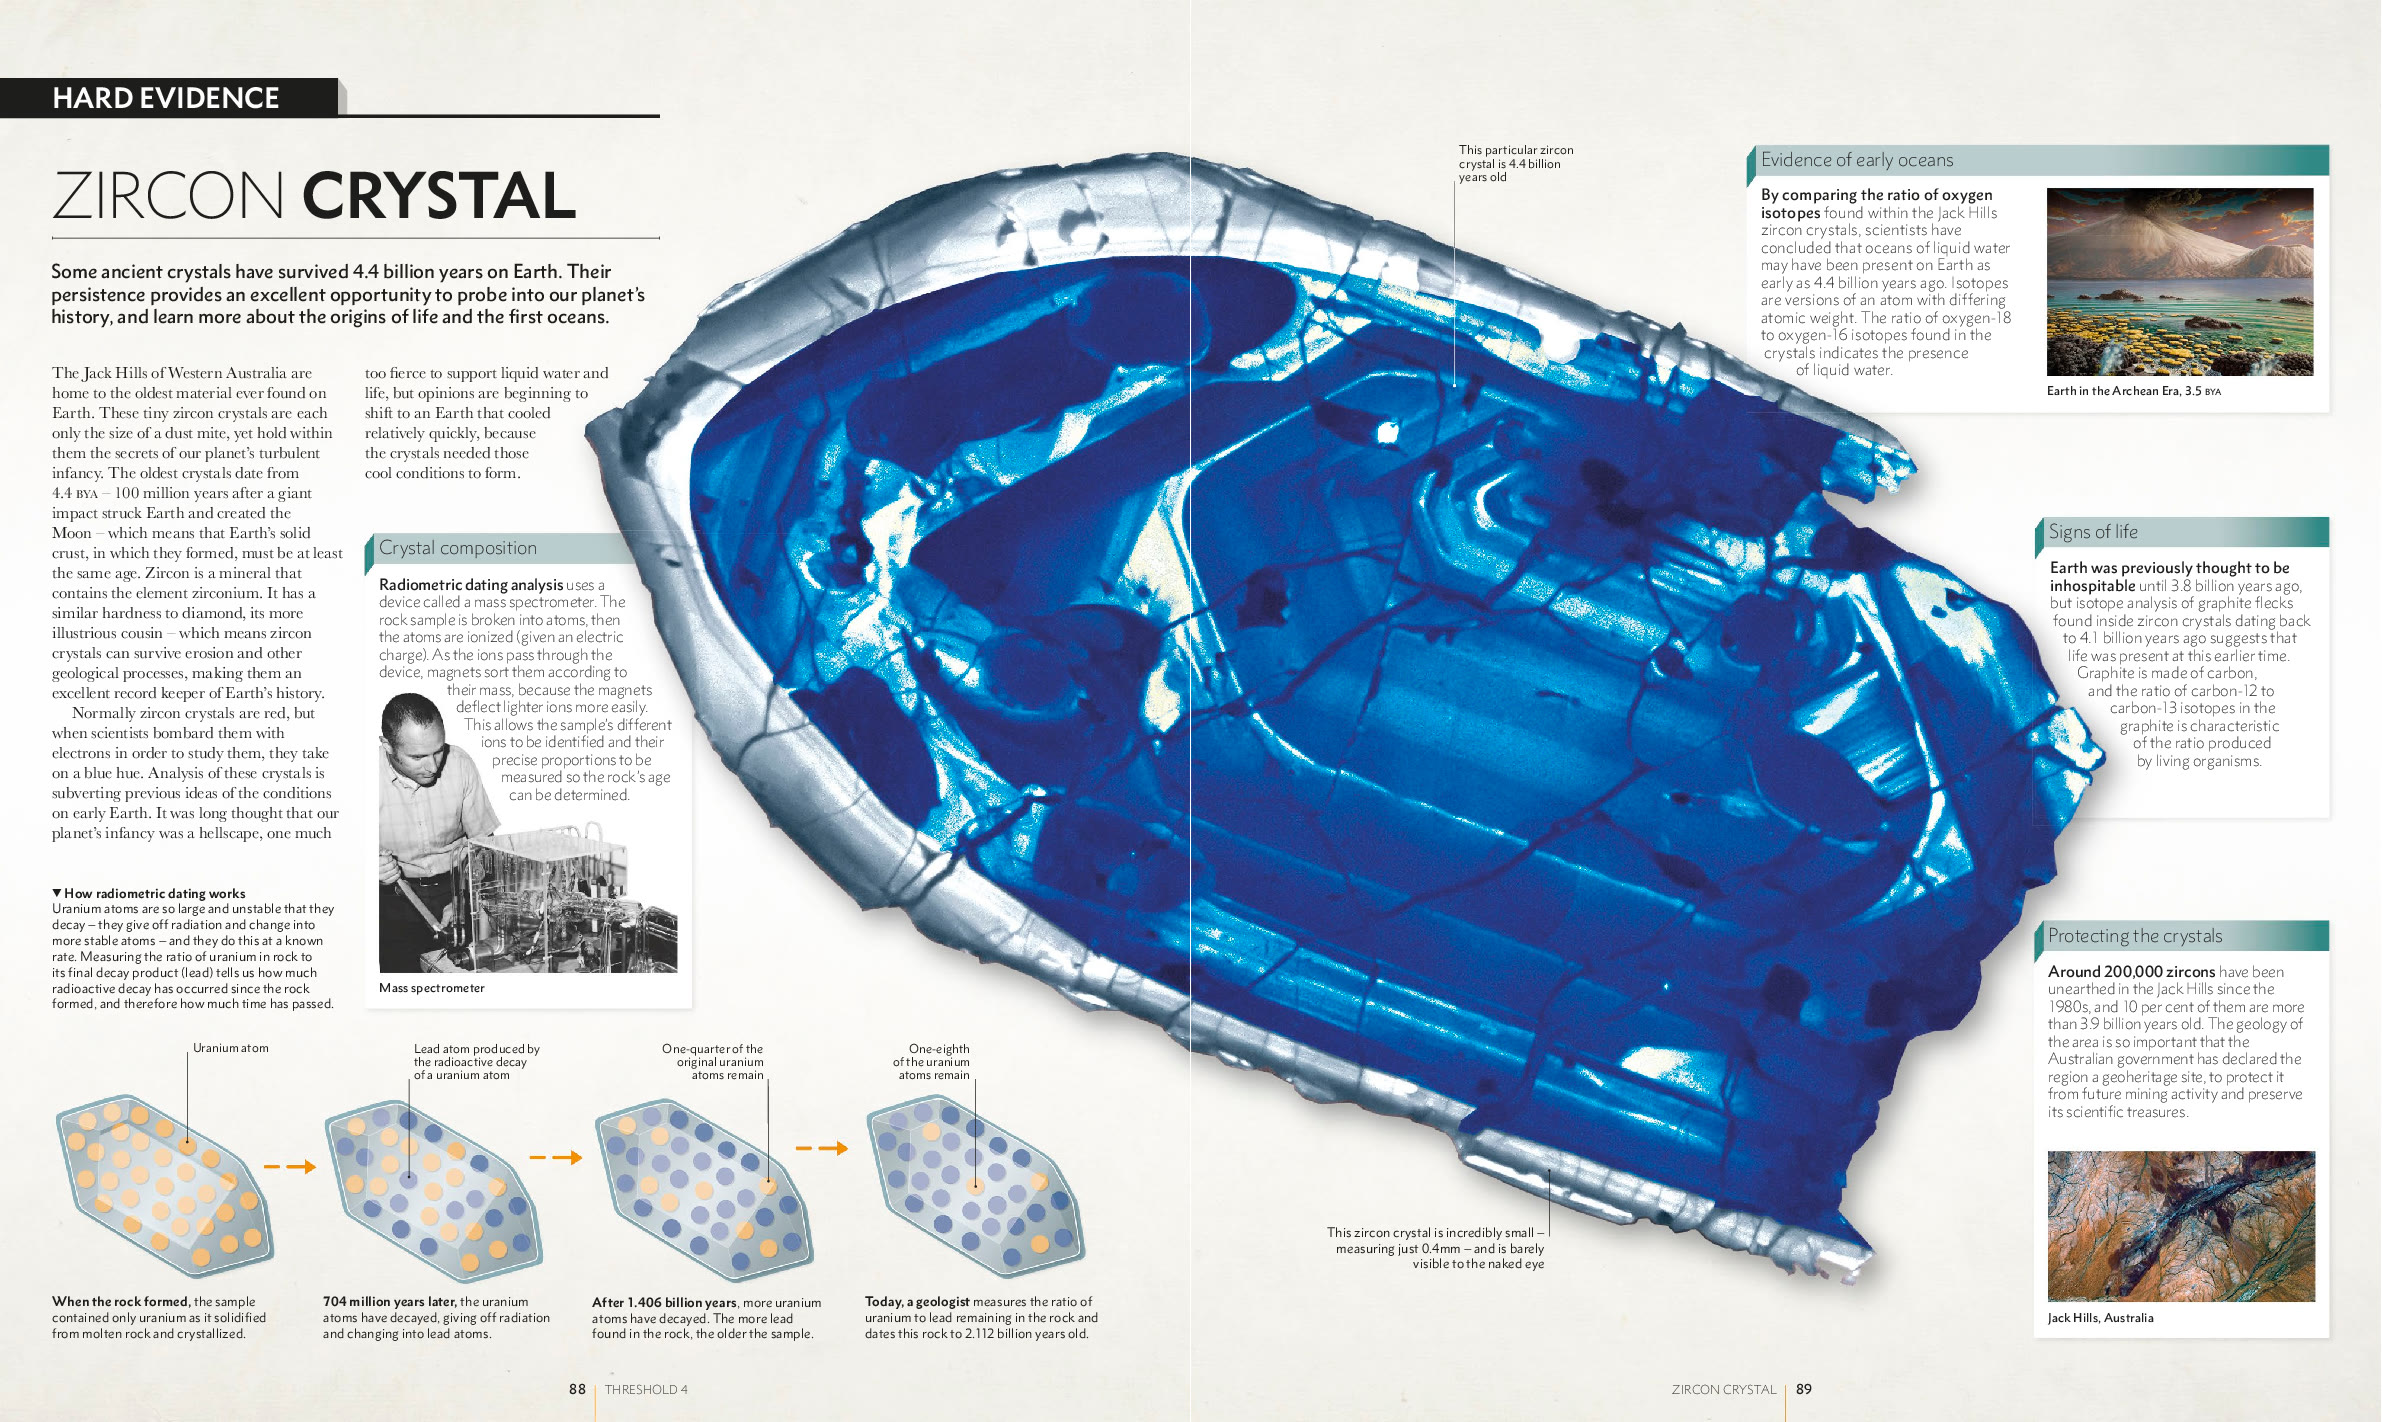 HARD EVIDENCE
ZIRCON CRYSTAL
Some ancient crystals have survived 4.4 billion years on Earth. Their
persistence provides an excellent opportunity to probe into our planet's
history, and learn more about the origins of life and the first oceans.
The Jack Hills of Western Australia are
home to the oldest material ever found on
Earth. These tiny zircon crystals are each
only the size of a dust mite, yet hold within
them the secrets of our planet's turbulent
infancy. The oldest crystals date from
4.4 BYA – 100 million years after a giant
impact struck Earth and created the
Moon – which means that Earth's solid
crust, in which they formed, must be at least
the same age. Zircon is a mineral that
contains the element zirconium. It has a
similar hardness to diamond, its more
illustrious cousin – which means zircon
crystals can survive erosion and other
geological processes, making them an
excellent record keeper of Earth's history.
Normally zircon crystals are red, but
when scientists bombard them with
electrons in order to study them, they take
on a blue hue. Analysis of these crystals is
subverting previous ideas of the conditions
on early Earth. It was long thought that our
planet's infancy was a hellscape, one much
too fierce to support liquid water and
life, but opinions are beginning to
shift to an Earth that cooled
relatively quickly, because
the crystals needed those
cool conditions to form.
Crystal composition
Radiometric dating analysis uses a
device called a mass spectrometer. The
rock sample is broken into atoms, then
the atoms are ionized (given an electric
charge). As the ions pass through the
device, magnets sort them according to
their mass, because the magnets
deflect lighter ions more easily.
This allows the sample's different
ions to be identified and their
precise proportions to be
measured so the rock's age
can be determined.
Mass spectrometer
▼ How radiometric dating works
Uranium atoms are so large and unstable that they
decay – they give off radiation and change into
more stable atoms – and they do this at a known
rate. Measuring the ratio of uranium in rock to
its final decay product (lead) tells us how much
radioactive decay has occurred since the rock
formed, and therefore how much time has passed.
Uranium atom
Lead atom produced by
the radioactive decay
of a uranium atom
One-quarter of the
original uranium
atoms remain
One-eighth
of the uranium
atoms remain
When the rock formed, the sample
contained only uranium as it solidified
from molten rock and crystallized.
704 million years later, the uranium
atoms have decayed, giving off radiation
and changing into lead atoms.
After 1.406 billion years, more uranium
atoms have decayed. The more lead
found in the rock, the older the sample.
Today, a geologist measures the ratio of
uranium to lead remaining in the rock and
dates this rock to 2.112 billion years old.
88 THRESHOLD 4
This particular zircon
crystal is 4.4 billion
years old
This zircon crystal is incredibly small –
measuring just 0.4mm – and is barely
visible to the naked eye
Evidence of early oceans
By comparing the ratio of oxygen
isotopes found within the Jack Hills
zircon crystals, scientists have
concluded that oceans of liquid water
may have been present on Earth as
early as 4.4 billion years ago. Isotopes
are versions of an atom with differing
atomic weight. The ratio of oxygen-18
to oxygen-16 isotopes found in the
crystals indicates the presence
of liquid water.
Earth in the Archean Era, 3.5 BYA
Signs of life
Earth was previously thought to be
inhospitable until 3.8 billion years ago,
but isotope analysis of graphite flecks
found inside zircon crystals dating back
to 4.1 billion years ago suggests that
life was present at this earlier time.
Graphite is made of carbon,
and the ratio of carbon-12 to
carbon-13 isotopes in the
graphite is characteristic
of the ratio produced
by living organisms.
Protecting the crystals
Around 200,000 zircons have been
unearthed in the Jack Hills since the
1980s, and 10 per cent of them are more
than 3.9 billion years old. The geology of
the area is so important that the
Australian government has declared the
region a geoheritage site, to protect it
from future mining activity and preserve
its scientific treasures.
Jack Hills, Australia
ZIRCON CRYSTAL 89